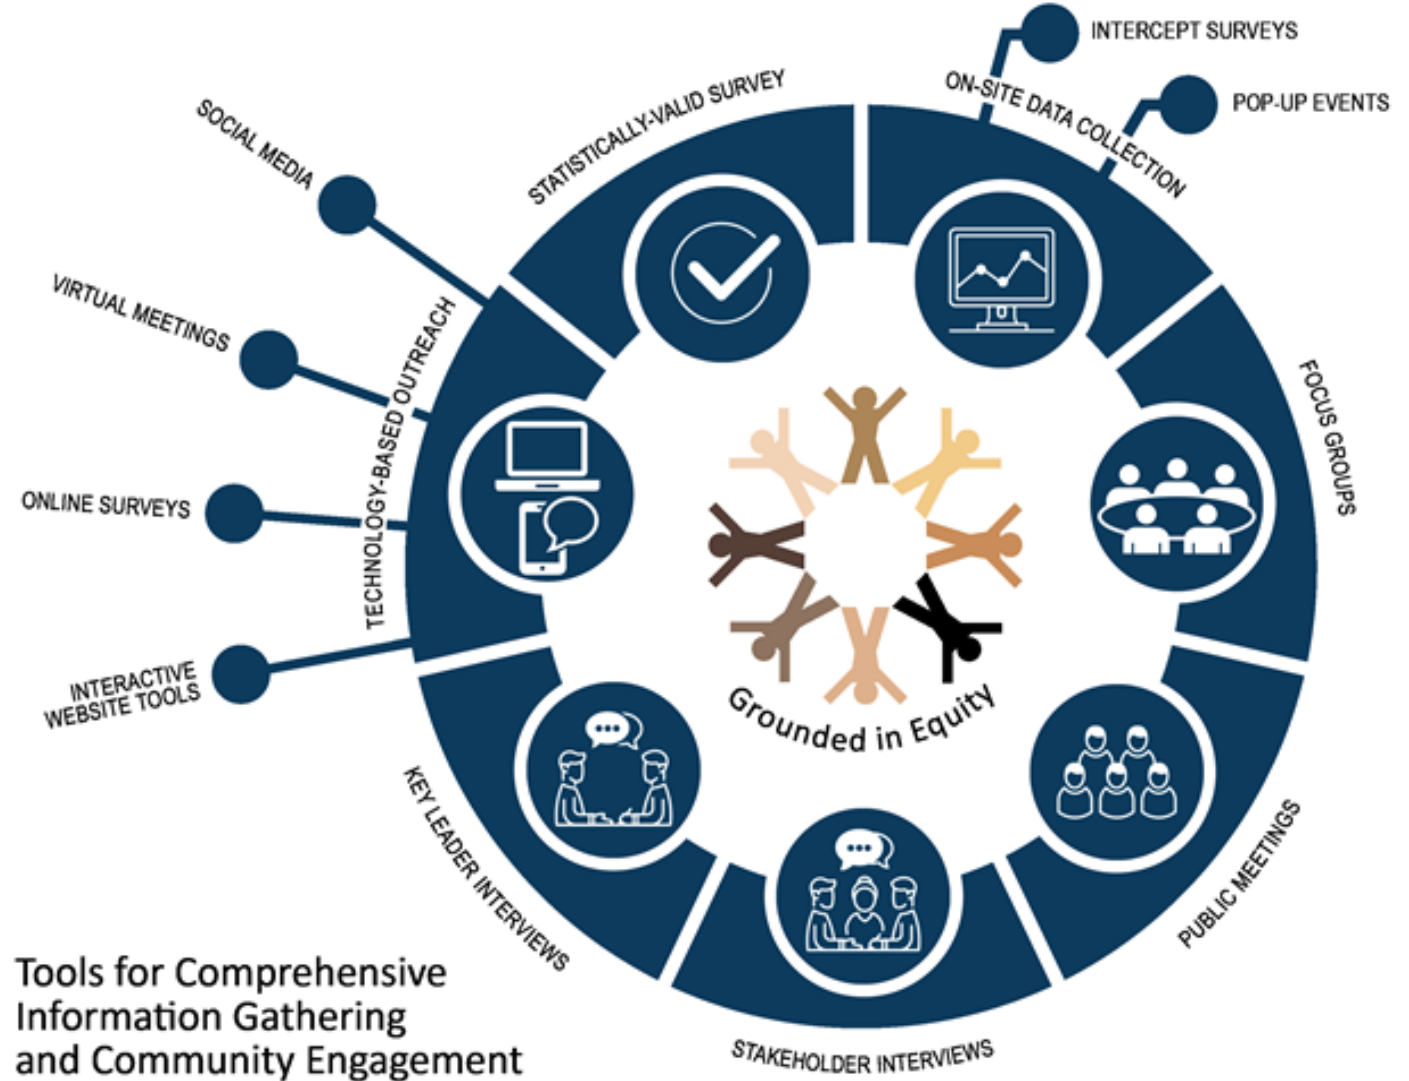 INTERCEPT SURVEYS
POP-UP EVENTS
ON-SITE DATA COLLECTION
STATISTICALLY-VALID SURVEY
SOCIAL MEDIA
VIRTUAL MEETINGS
ONLINE SURVEYS
INTERACTIVE
WEBSITE TOOLS
TECHNOLOGY-BASED OUTREACH
FOCUS GROUPS
PUBLIC MEETINGS
STAKEHOLDER INTERVIEWS
KEY LEADER INTERVIEWS
Grounded in Equity
Tools for Comprehensive
Information Gathering
and Community Engagement